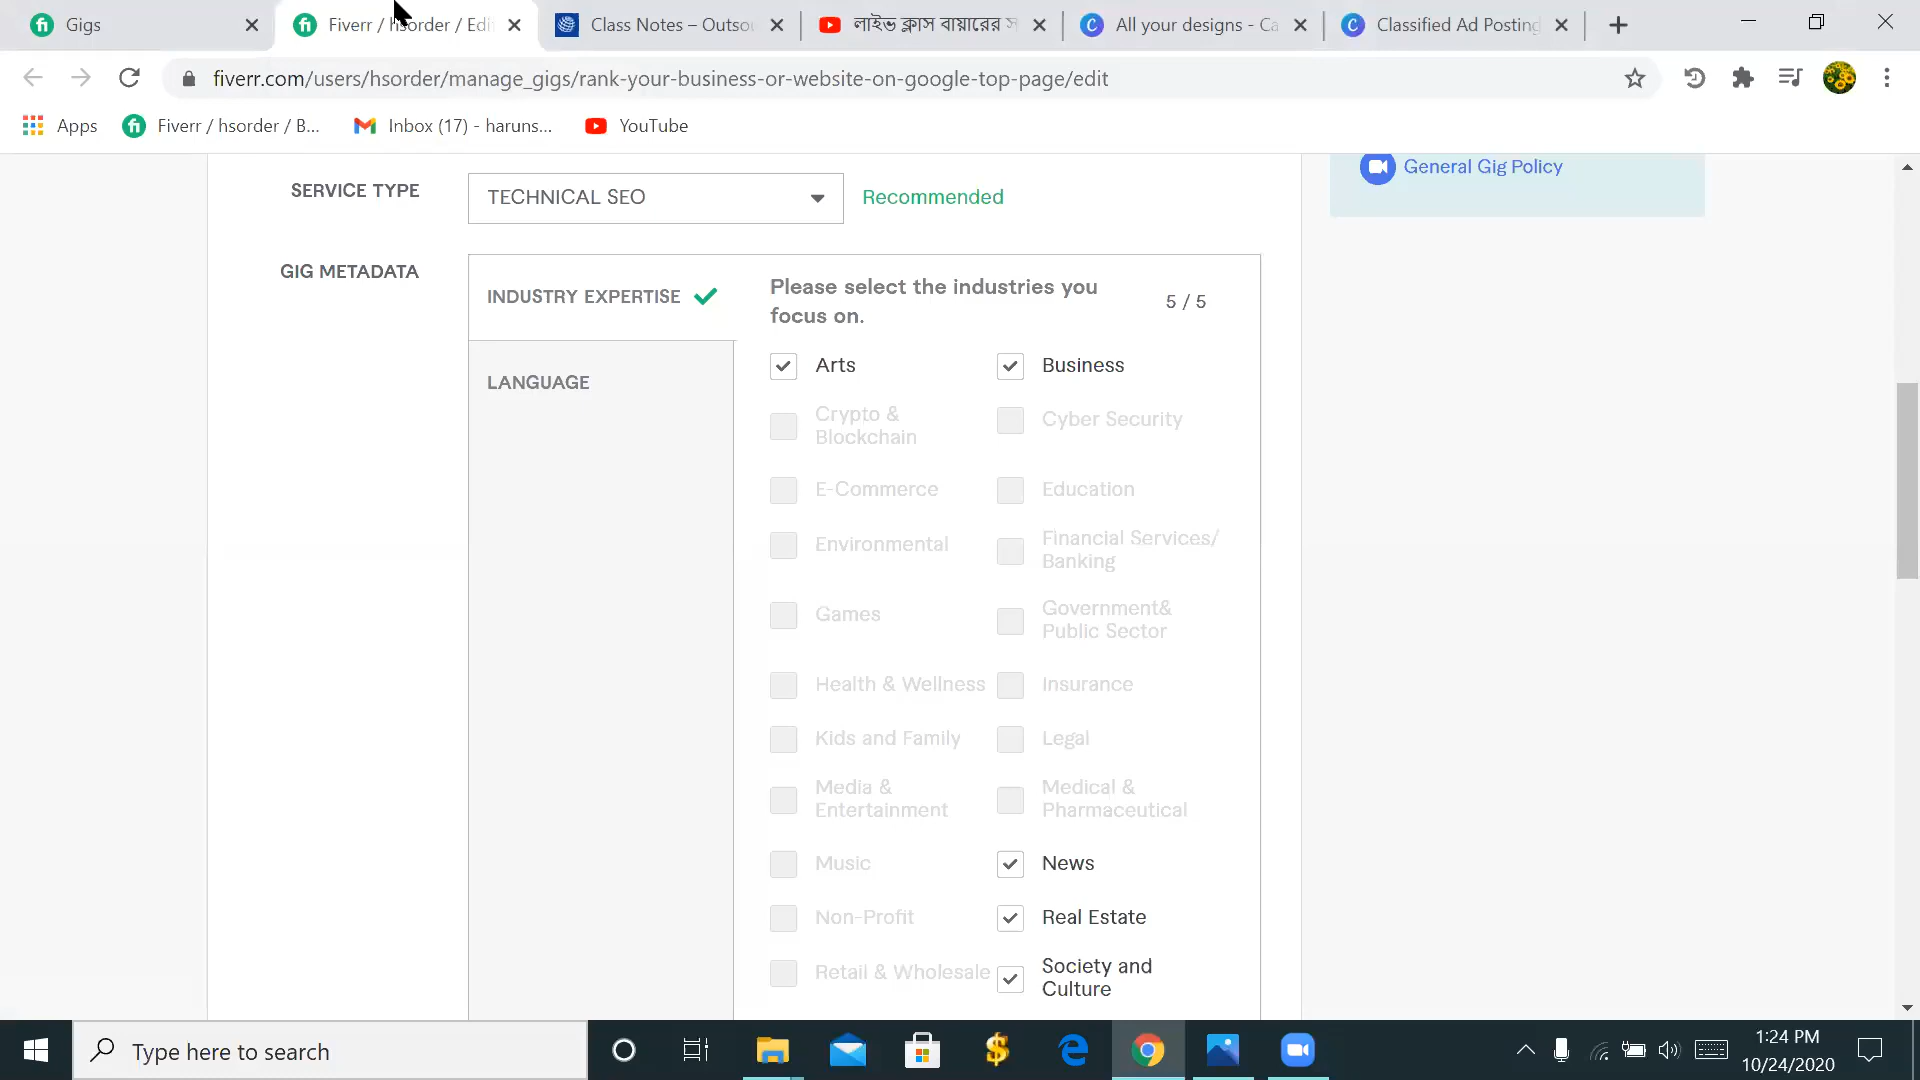 Gigs
Fiverr / hsorder / Edi
Class Notes – Outso
লাইভ ক্লাস বায়ারের
All your designs - Ca
Classified Ad Posting
fiverr.com/users/hsorder/manage_gigs/rank-your-business-or-website-on-google-top-page/edit
Apps
Fiverr / hsorder / B...
Inbox (17) - haruns...
YouTube
General Gig Policy
SERVICE TYPE
TECHNICAL SEO
Recommended
GIG METADATA
INDUSTRY EXPERTISE
Please select the industries you
focus on.
5 / 5
LANGUAGE
Arts
Business
Crypto &
Blockchain
Cyber Security
E-Commerce
Education
Environmental
Financial Services/
Banking
Games
Government&
Public Sector
Health & Wellness
Insurance
Kids and Family
Legal
Media &
Entertainment
Medical &
Pharmaceutical
Music
News
Non-Profit
Real Estate
Retail & Wholesale
Society and
Culture
Type here to search
1:24 PM
10/24/2020